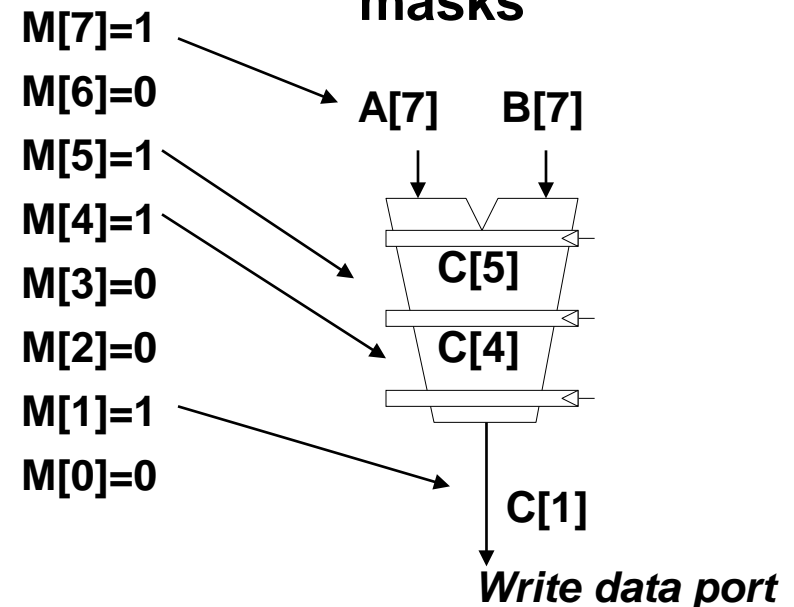 masks
M[7]=1
M[6]=0
A[7] B[7]
M[5]=1
M[4]=1
C[5]
M[3]=0
M[2]=0
C[4]
M[1]=1
M[0]=0
C[1]
Write data port